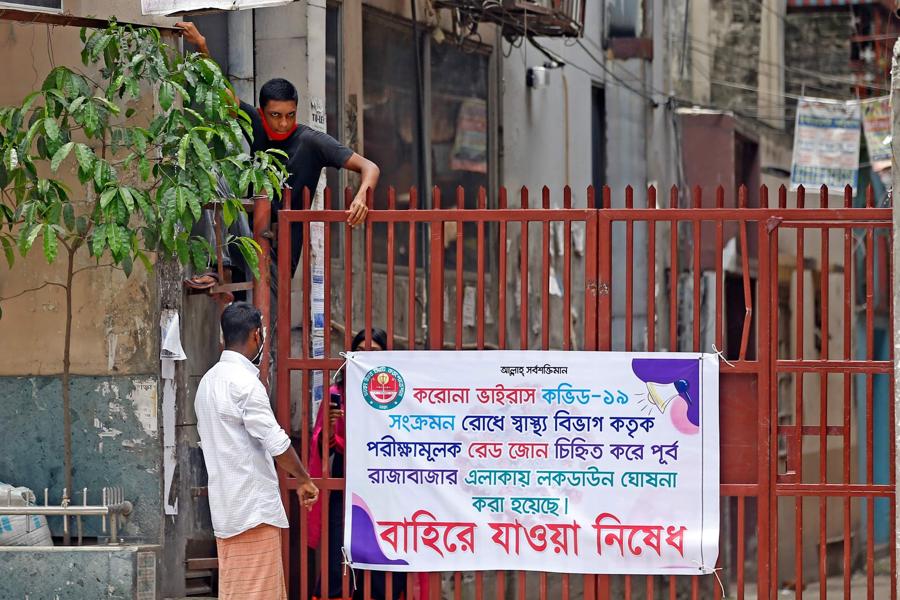 আল্লাহ্ সর্বশক্তিমান
করোনা ভাইরাস কভিড-১৯
সংক্রমন রোধে স্বাস্থ্য বিভাগ কতৃক
পরীক্ষামূলক রেড জোন চিহ্নিত করে পূর্ব
রাজাবাজার এলাকায় লকডাউন ঘোষনা
করা হয়েছে।
বাহিরে যাওয়া নিষেধ